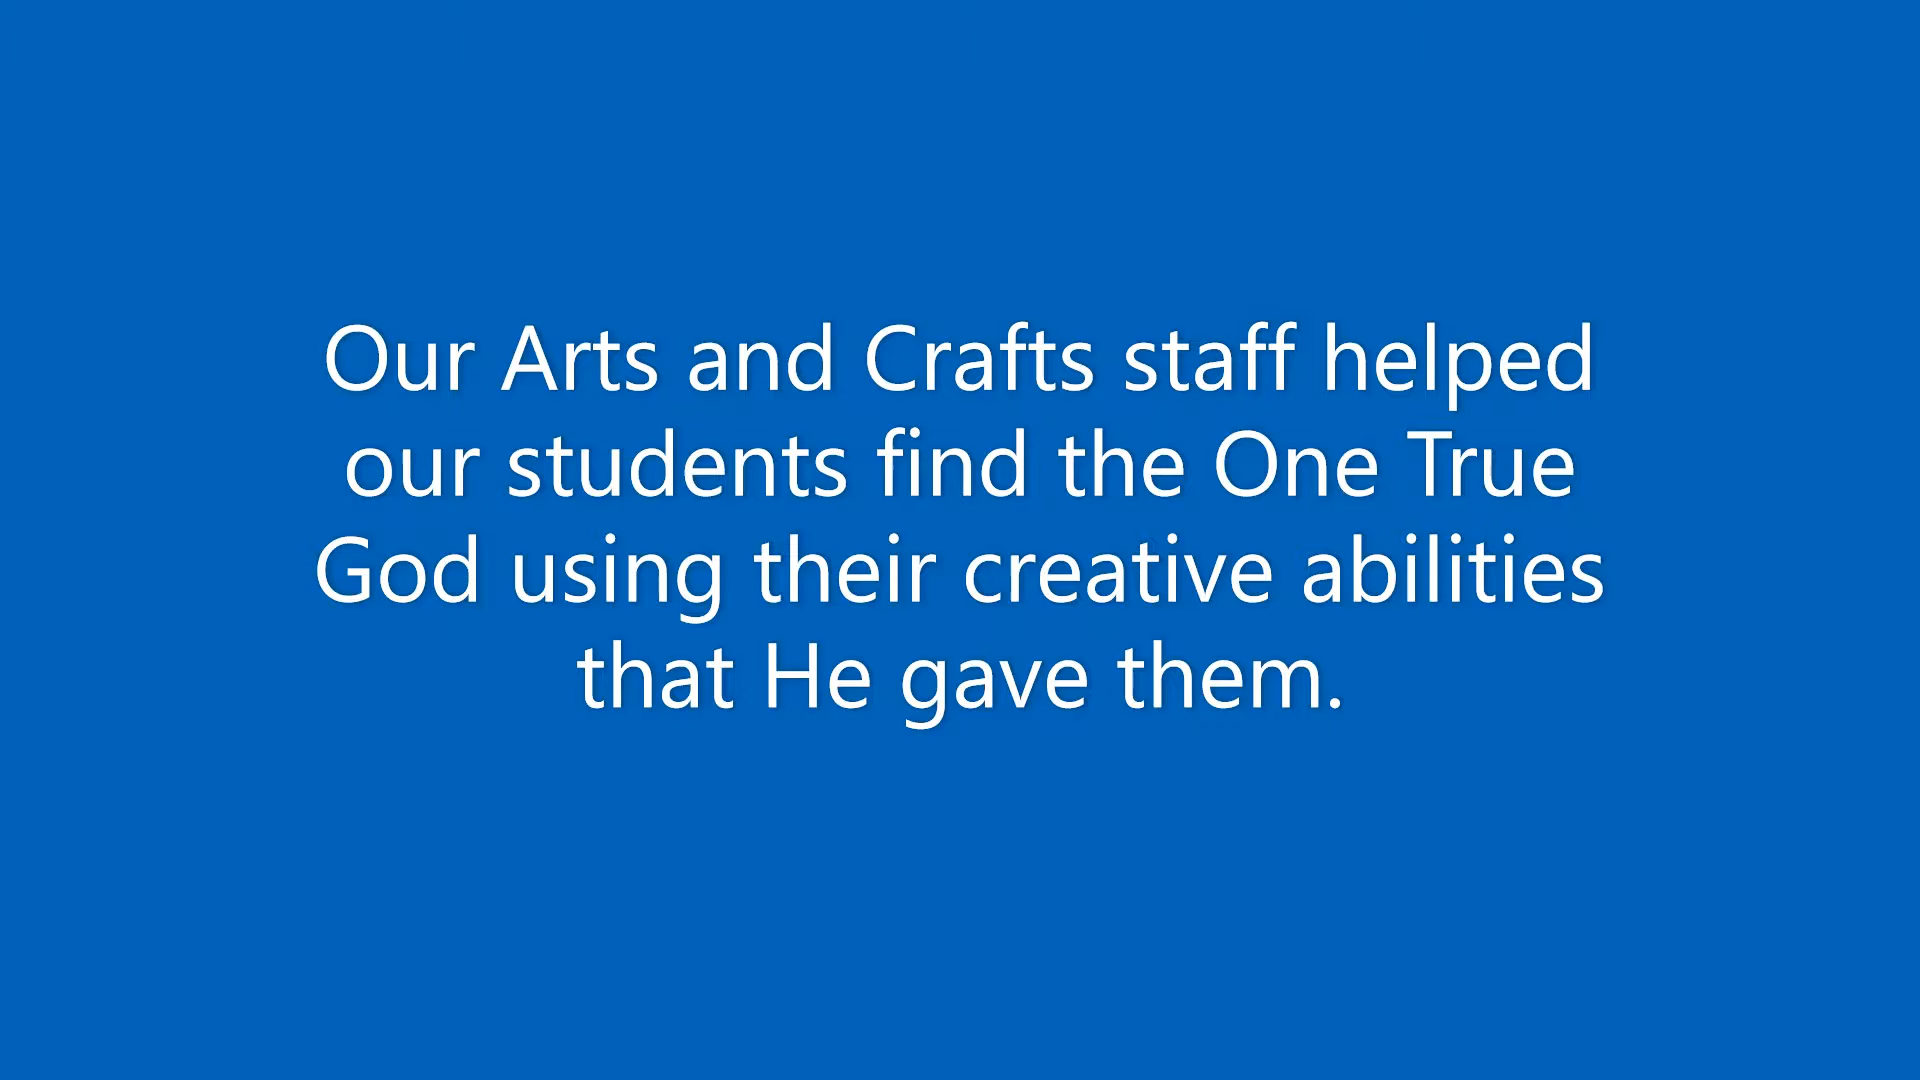 Our Arts and Crafts staff helped
our students find the One True
God using their creative abilities
that He gave them.